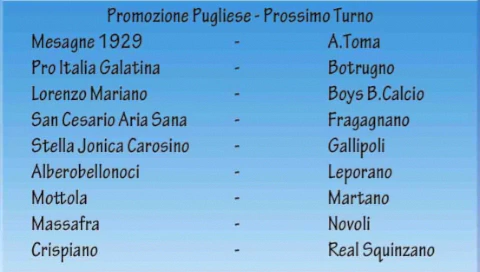 Promozione Pugliese - Prossimo Turno
Mesagne 1929 - A.Toma
Pro Italia Galatina - Botrugno
Lorenzo Mariano - Boys B.Calcio
San Cesario Aria Sana - Fragagnano
Stella Jonica Carosino - Gallipoli
Alberobellonoci - Leporano
Mottola - Martano
Massafra - Novoli
Crispiano - Real Squinzano